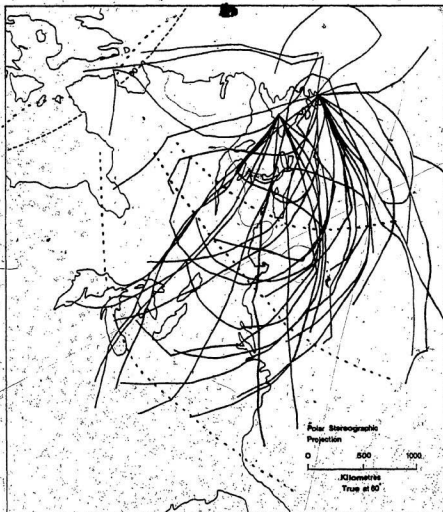 Polar Stereographic
Projection
0 500 1000
Kilometres
True at 60°